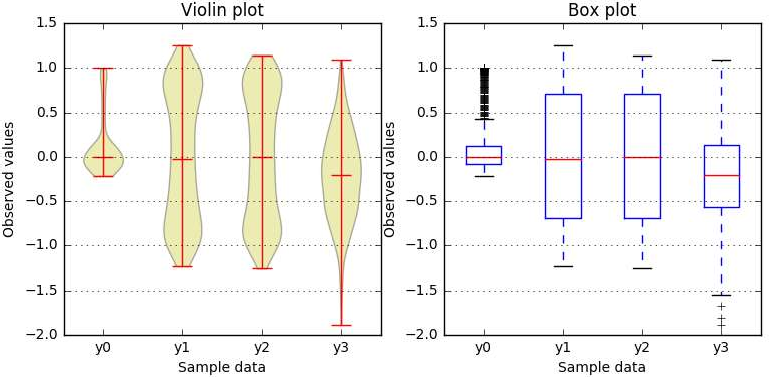 Violin plot
Box plot
1.5
1.0
0.5
0.0
−0.5
−1.0
−1.5
−2.0
Observed values
y0 y1 y2 y3
Sample data
1.5
1.0
0.5
0.0
−0.5
−1.0
−1.5
−2.0
Observed values
y0 y1 y2 y3
Sample data